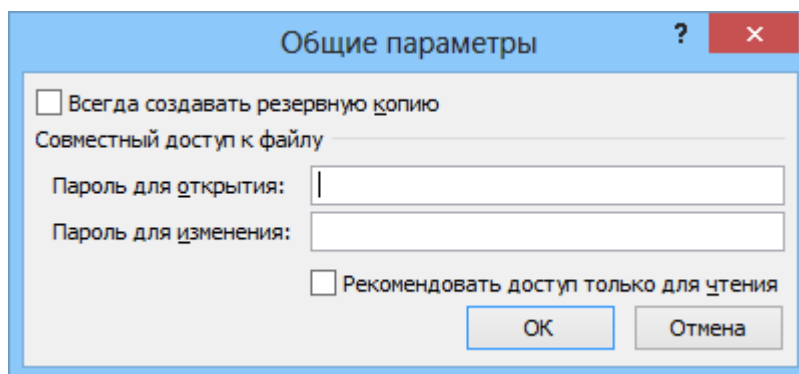 Общие параметры
?
Всегда создавать резервную копию
Совместный доступ к файлу
Пароль для открытия:
Пароль для изменения:
Рекомендовать доступ только для чтения
ОК Отмена